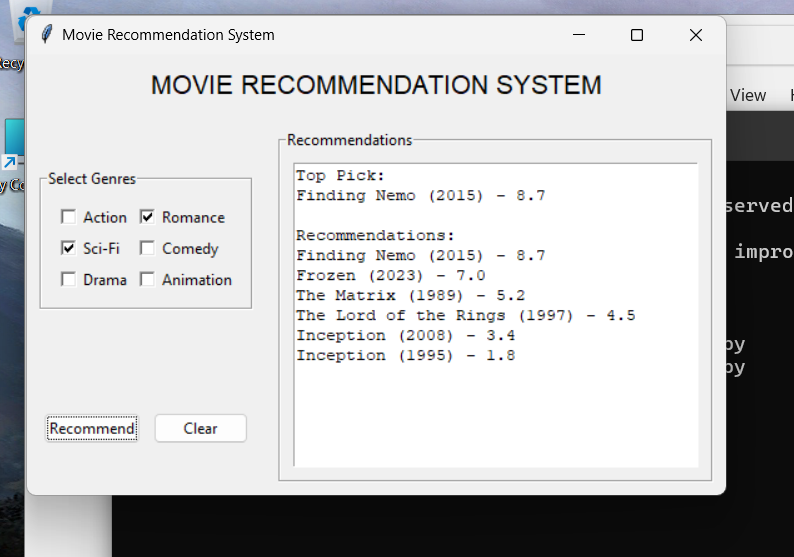 Movie Recommendation System
MOVIE RECOMMENDATION SYSTEM
View
Select Genres
Action
Romance
Sci-Fi
Comedy
Drama
Animation
Recommend
Clear
Recommendations
Top Pick:
Finding Nemo (2015) - 8.7
Recommendations:
Finding Nemo (2015) - 8.7
Frozen (2023) - 7.0
The Matrix (1989) - 5.2
The Lord of the Rings (1997) - 4.5
Inception (2008) - 3.4
Inception (1995) - 1.8
served
impro
py
py